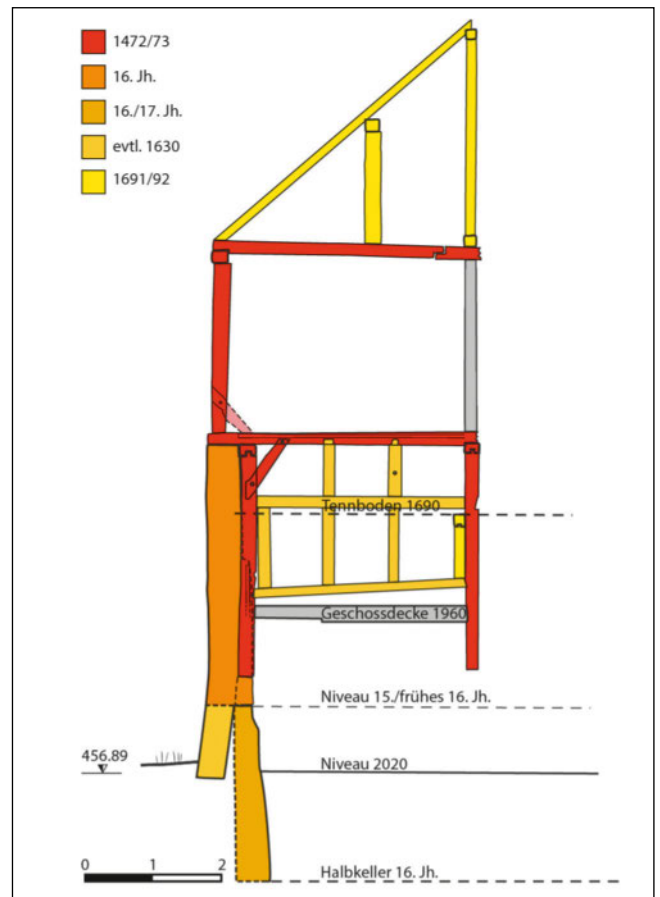 1472/73
16. Jh.
16./17. Jh.
evtl. 1630
1691/92
Tennboden 1690
Geschossdecke 1960
Niveau 15./frühes 16. Jh.
456.89
Niveau 2020
0 1 2
Halbkeller 16. Jh.